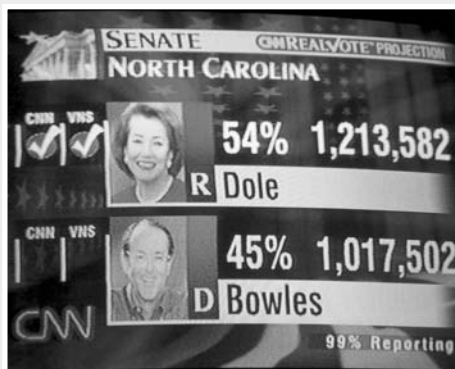 SENATE
CNN REALVOTE PROJECTION
NORTH CAROLINA
CNN VNS
54% 1,213,582
R Dole
CNN VNS
45% 1,017,502
D Bowles
CNN
99% Reporting